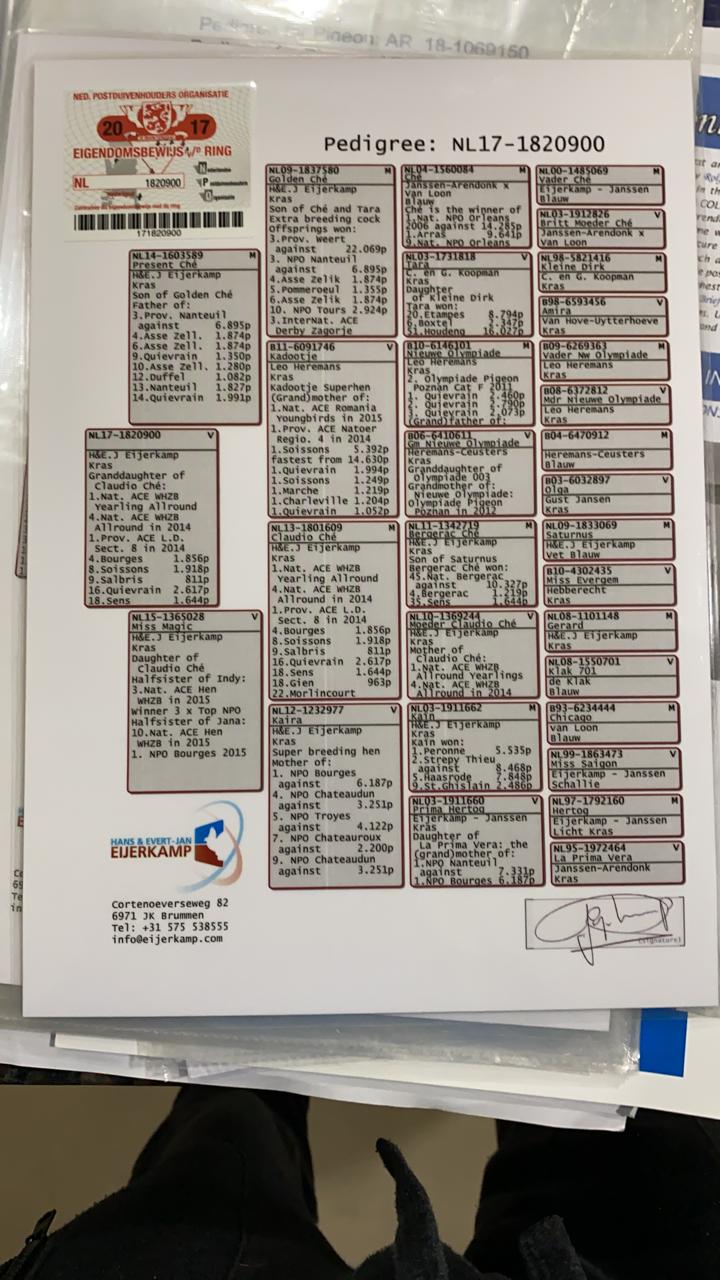 Pedigree
Pigeon: AR 18-1069150
NED. POSTDUIVENHOUDERS ORGANISATIE
20 17
EIGENDOMSBEWIJS v/d RING
NL 1820900
171820900
Pedigree: NL17-1820900
NL14-1603589 M
Present Ché
H&E.J Eijerkamp
Kras
Son of Golden Ché
Father of:
3.Prov. Nanteuil
against 6.895p
4.Asse Zell. 1.874p
6.Asse Zell. 1.874p
9.Quievrain 1.350p
10.Asse Zell. 1.280p
12.Duffel 1.082p
13.Nanteuil 1.827p
14.Quievrain 1.991p
NL17-1820900 V
H&E.J Eijerkamp
Kras
Granddaughter of
Claudio Ché:
1.Nat. ACE WHZB
Yearling Allround
4.Nat. ACE WHZB
Allround in 2014
1.Prov. ACE L.D.
Sect. 8 in 2014
4.Bourges 1.856p
8.Soissons 1.918p
9.Salbris 811p
16.Quievrain 2.617p
18.Sens 1.644p
NL15-1365028 V
Miss Magic
H&E.J Eijerkamp
Kras
Daughter of
Claudio Ché
Halfsister of Indy:
3.Nat. ACE Hen
WHZB in 2015
Winner 3 x Top NPO
Halfsister of Jana:
10.Nat. ACE Hen
WHZB in 2015
1. NPO Bourges 2015
NL09-1837580 M
Golden Ché
H&E.J Eijerkamp
Kras
Son of Ché and Tara
Extra breeding cock
Offsprings won:
3.Prov. Weert
against 22.069p
3. NPO Nanteuil
against 6.895p
4.Asse Zelik 1.874p
5.Pommeroeul 1.355p
6.Asse Zelik 1.874p
10. NPO Tours 2.924p
3.InterNat. ACE
Derby Zagorje
B11-6091746 V
Kadootje
Leo Heremans
Kras
Kadootje Superhen
(Grand)mother of:
1.Nat. ACE Romania
Youngbirds in 2015
1.Prov. ACE Natoer
Regio. 4 in 2014
1.Soissons 5.392p
fastest from 14.630p
1.Quievrain 1.994p
1.Soissons 1.249p
1.Marche 1.219p
1.Charleville 1.204p
1.Quievrain 1.052p
NL13-1801609 M
Claudio Ché
H&E.J Eijerkamp
Kras
1.Nat. ACE WHZB
Yearling Allround
4.Nat. ACE WHZB
Allround in 2014
1.Prov. ACE L.D.
Sect. 8 in 2014
4.Bourges 1.856p
8.Soissons 1.918p
9.Salbris 811p
16.Quievrain 2.617p
18.Sens 1.644p
18.Gien 963p
22.Morlincourt
NL12-1232977 V
Kaira
H&E.J Eijerkamp
Kras
Super breeding hen
Mother of:
1. NPO Bourges
against 6.187p
4. NPO Chateaudun
against 3.251p
5. NPO Troyes
against 4.122p
7. NPO Chateauroux
against 2.200p
9. NPO Chateaudun
against 3.251p
NL04-1560084 M
Ché
Janssen-Arendonk x
Van Loon
Blauw
Ché is the winner of
1.Nat. NPO Orleans
2006 against 14.285p
1.Arras 9.641p
9.Nat. NPO Orleans
NL03-1731818 V
Tara
C. en G. Koopman
Kras
Daughter
of Kleine Dirk
Tara won:
20.Etampes 8.794p
6.Boxtel 2.347p
51.Houdeng 16.027p
B10-6146101 M
Nieuwe Olympiade
Leo Heremans
Kras
2. Olympiade Pigeon
Poznan Cat F 2011
1. Quievrain 2.460p
2. Quievrain 2.790p
3. Quievrain 2.073p
(Grand)father of:
B06-6410611 V
Gm Nieuwe Olympiade
Heremans-Ceusters
Kras
Granddaughter of
Olympiade 003
Grandmother of:
Nieuwe Olympiade:
Olympiade Pigeon
Poznan in 2012
NL11-1342719 M
Bergerac Ché
H&E.J Eijerkamp
Kras
Son of Saturnus
Bergerac Ché won:
45.Nat. Bergerac
against 10.327p
4.Bergerac 1.219p
35.Sens 1.644p
NL10-1369244 V
Moeder Claudio Ché
H&E.J Eijerkamp
Kras
Mother of
Claudio Ché:
1.Nat. ACE WHZB
Allround Yearlings
4.Nat. ACE WHZB
Allround in 2014
NL03-1911662 M
Kain
H&E.J Eijerkamp
Kras
Kain won:
1.Peronne 5.535p
2.Strepy Thieu
against 8.468p
5.Haasrode 7.848p
9.St.Ghislain 2.486p
NL03-1911660 V
Prima Hertog
Eijerkamp - Janssen
Kras
Daughter of
La Prima Vera: the
(grand)mother of:
1.NPO Nanteuil
against 7.331p
1.NPO Bourges 6.187p
NL00-1485069 M
Vader Ché
Eijerkamp - Janssen
Blauw
NL03-1912826 V
Britt Moeder Ché
Janssen-Arendonk x
Van Loon
NL98-5821416 M
Kleine Dirk
C. en G. Koopman
Kras
B98-6593456 V
Amira
Van Hove-Uytterhoeve
Kras
B09-6269363 M
Vader Nw Olympiade
Leo Heremans
Kras
B08-6372812 V
Mdr Nieuwe Olympiade
Leo Heremans
Kras
B04-6470912 M
Heremans-Ceusters
Blauw
B03-6032897 V
Olga
Gust Jansen
Kras
NL09-1833069 M
Saturnus
H&E.J Eijerkamp
Vet Blauw
B10-4302435 V
Miss Evergem
Hebberecht
Kras
NL08-1101148 M
Gerard
H&E.J Eijerkamp
Kras
NL08-1550701 V
Klak 701
de Klak
Blauw
B93-6234444 M
Chicago
van Loon
Blauw
NL99-1863473 V
Miss Saigon
Eijerkamp - Janssen
Schallie
NL97-1792160 M
Hertog
Eijerkamp - Janssen
Licht Kras
NL95-1972464 V
La Prima Vera
Janssen-Arendonk
Kras
HANS & EVERT-JAN
EIJERKAMP
Cortenoeverseweg 82
6971 JK Brummen
Tel: +31 575 538555
info@eijerkamp.com
(signature)